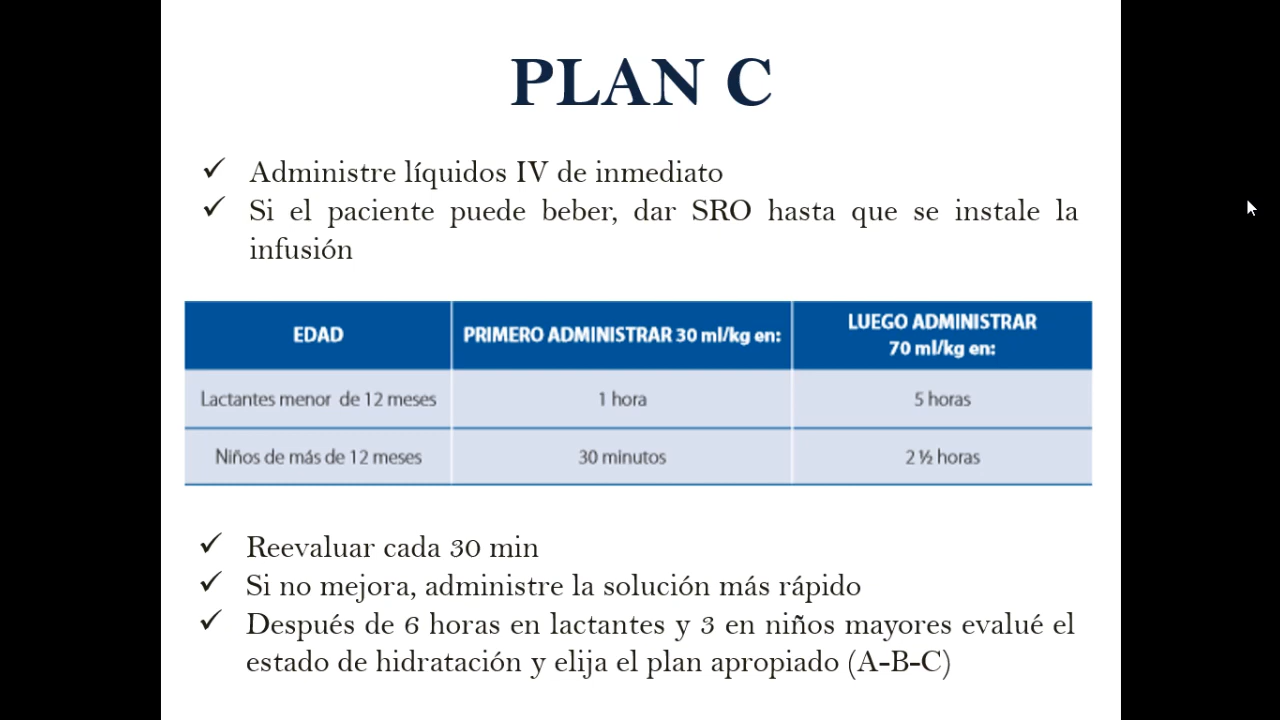 PLAN C
✓ Administre líquidos IV de inmediato
✓ Si el paciente puede beber, dar SRO hasta que se instale la
infusión
EDAD PRIMERO ADMINISTRAR 30 ml/kg en: LUEGO ADMINISTRAR
70 ml/kg en:
Lactantes menor de 12 meses 1 hora 5 horas
Niños de más de 12 meses 30 minutos 2 ½ horas
✓ Reevaluar cada 30 min
✓ Si no mejora, administre la solución más rápido
✓ Después de 6 horas en lactantes y 3 en niños mayores evalué el
estado de hidratación y elija el plan apropiado (A-B-C)